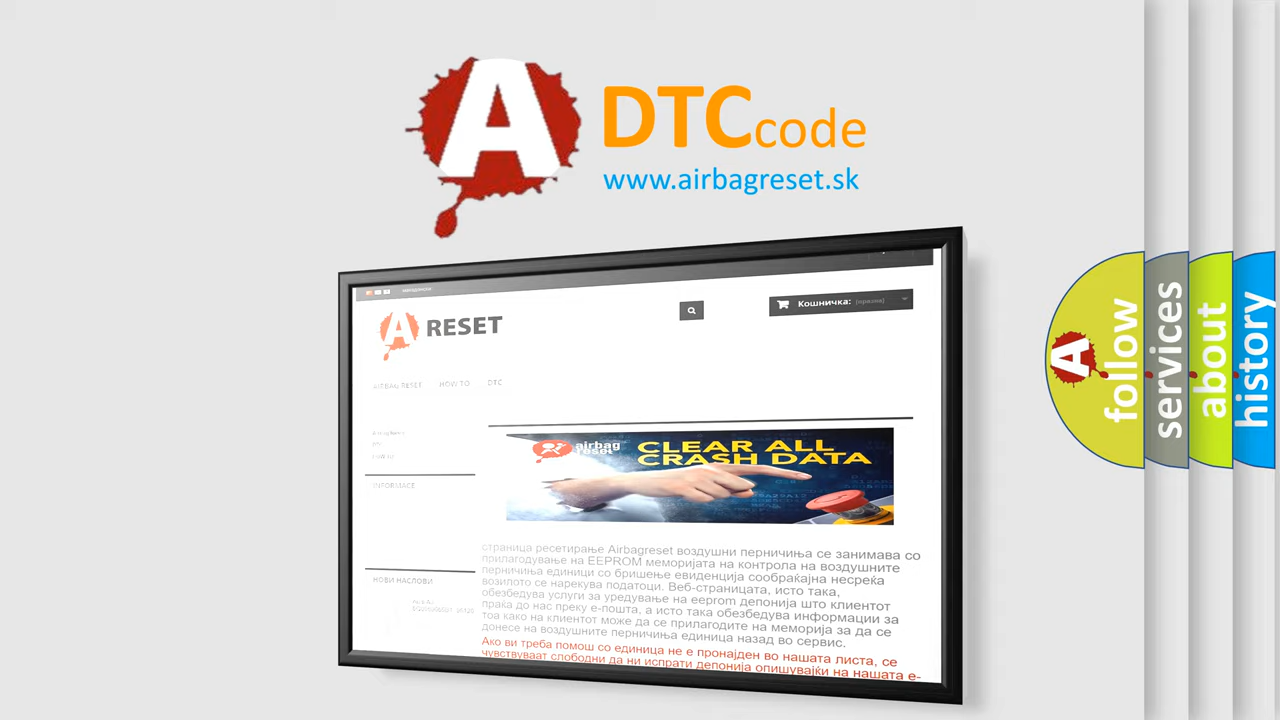 A
DTCcode
www.airbagreset.sk
Кошничка: (празна)
A RESET
AIRBAG RESET HOW TO DTC
airbag
reset
CLEAR ALL
CRASH DATA
INFORMACE
НОВИ НАСЛОВИ
страница ресетирање Airbagreset воздушни перничиња се занимава со
прилагодување на EEPROM меморијата на контрола на воздушните
перничиња единици со бришење евиденција сообраќајна несреќа
возилото се нарекува податоци. Веб-страницата, исто така,
обезбедува услуги за уредување на eeprom депонија што клиентот
праќа до нас преку е-пошта, а исто така обезбедува информации за
тоа како на клиентот може да се прилагодите на меморија за да се
донесе на воздушните перничиња единица назад во сервис.
Ако ви треба помош со единица не е пронајден во нашата листа, се
чувствуваат слободни да ни испрати депонија опишувајќи на нашата е-
A
follow
services
about
history